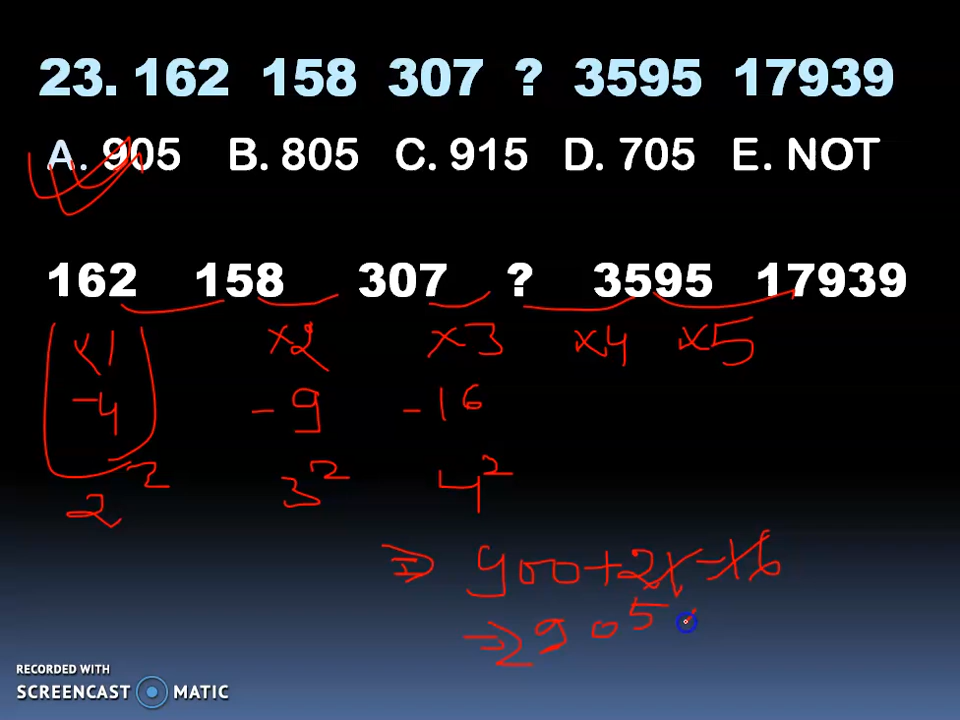 23. 162 158 307 ? 3595 17939
A. 905 B. 805 C. 915 D. 705 E. NOT
162 158 307 ? 3595 17939
×1 ×2 ×3 ×4 ×5
-4 -9 -16
2² 3² 4²
⇒ 900+21-16
⇒ 905
RECORDED WITH
SCREENCAST MATIC